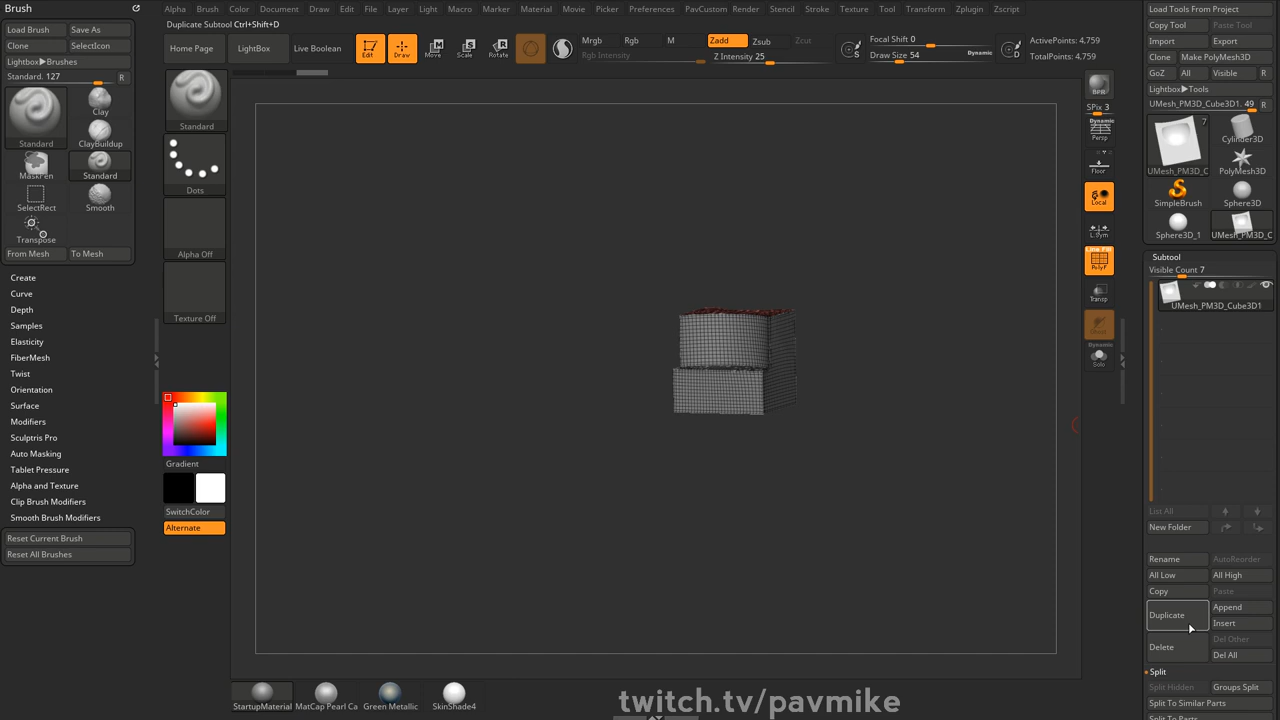 Brush
Alpha Brush Color Document Draw Edit File Layer Light Macro Marker Material Movie Picker Preferences PavCustom Render Stencil Stroke Texture Tool Transform Zplugin Zscript
Duplicate Subtool Ctrl+Shift+D
Load Brush Save As
Clone SelectIcon
Lightbox▶Brushes
Standard. 127 R
Standard
Clay
ClayBuildup
MaskPen
Standard
SelectRect
Smooth
Transpose
From Mesh To Mesh
Create
Curve
Depth
Samples
Elasticity
FiberMesh
Twist
Orientation
Surface
Modifiers
Sculptris Pro
Auto Masking
Tablet Pressure
Alpha and Texture
Clip Brush Modifiers
Smooth Brush Modifiers
Reset Current Brush
Reset All Brushes
Home Page LightBox Live Boolean
Edit Draw Move Scale Rotate
Mrgb Rgb M Zadd Zsub Zcut
Rgb Intensity Z Intensity 25
S
Focal Shift 0
Draw Size 54 Dynamic
D
ActivePoints: 4,759
TotalPoints: 4,759
Standard
Dots
Alpha Off
Texture Off
Gradient
SwitchColor
Alternate
BPR
SPix 3
Dynamic
Persp
Floor
Local
L.Sym
Line Fill
PolyF
Transp
Dynamic
Solo
Load Tools From Project
Copy Tool Paste Tool
Import Export
Clone Make PolyMesh3D
GoZ All Visible R
Lightbox▶Tools
UMesh_PM3D_Cube3D1. 49 R
7
UMesh_PM3D_C
Cylinder3D
PolyMesh3D
SimpleBrush
Sphere3D
Sphere3D_1
UMesh_PM3D_C
Subtool
Visible Count 7
UMesh_PM3D_Cube3D1
List All
New Folder
Rename AutoReorder
All Low All High
Copy Paste
Duplicate Append
Insert
Delete Del Other
Del All
Split
Split Hidden Groups Split
Split To Similar Parts
Split To Parts
StartupMaterial MatCap Pearl Ca Green Metallic SkinShade4
twitch.tv/pavmike